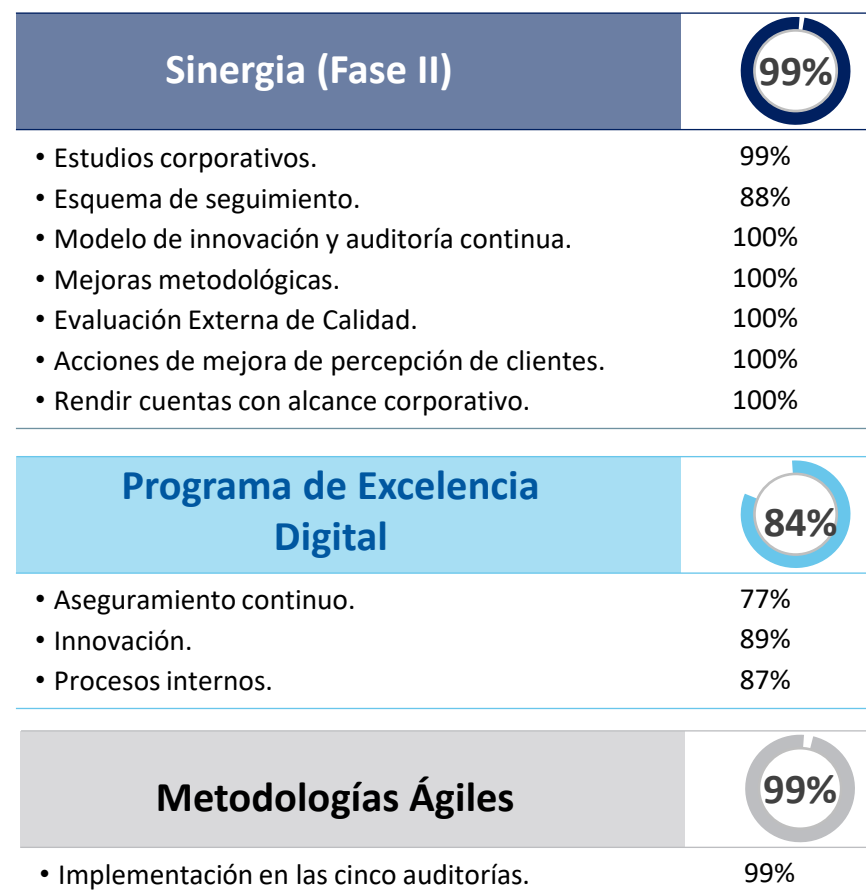 Sinergia (Fase II) 99%
• Estudios corporativos. 99%
• Esquema de seguimiento. 88%
• Modelo de innovación y auditoría continua. 100%
• Mejoras metodológicas. 100%
• Evaluación Externa de Calidad. 100%
• Acciones de mejora de percepción de clientes. 100%
• Rendir cuentas con alcance corporativo. 100%
Programa de Excelencia
Digital 84%
• Aseguramiento continuo. 77%
• Innovación. 89%
• Procesos internos. 87%
Metodologías Ágiles 99%
• Implementación en las cinco auditorías. 99%